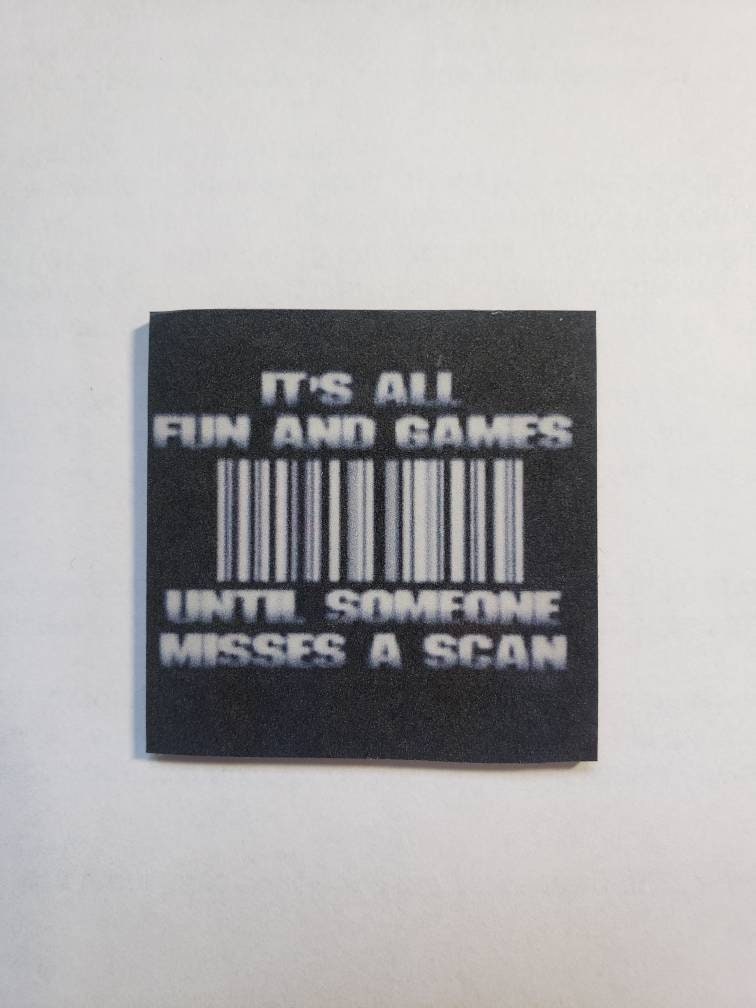 IT'S ALL
FUN AND GAMES
UNTIL SOMEONE
MISSES A SCAN